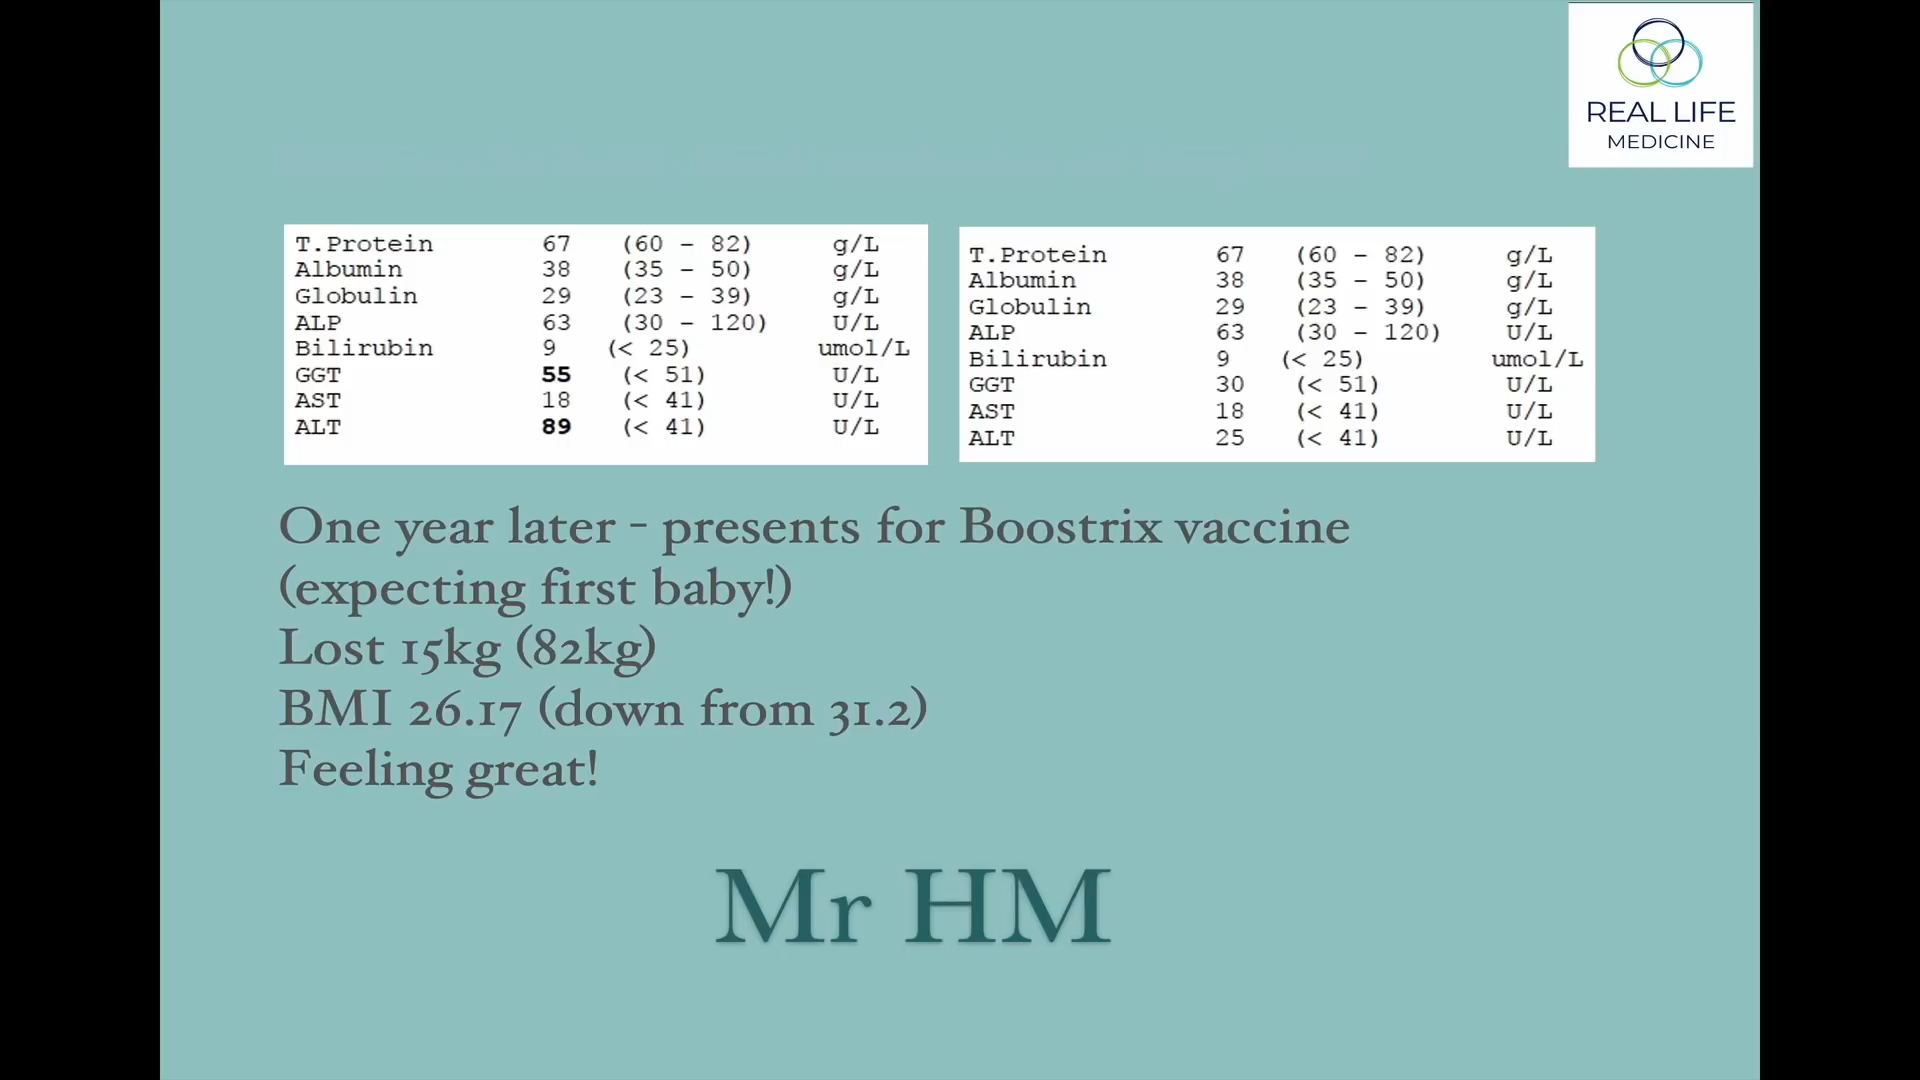 REAL LIFE
MEDICINE
T.Protein 67 (60 - 82) g/L
Albumin 38 (35 - 50) g/L
Globulin 29 (23 - 39) g/L
ALP 63 (30 - 120) U/L
Bilirubin 9 (< 25) umol/L
GGT 55 (< 51) U/L
AST 18 (< 41) U/L
ALT 89 (< 41) U/L
T.Protein 67 (60 - 82) g/L
Albumin 38 (35 - 50) g/L
Globulin 29 (23 - 39) g/L
ALP 63 (30 - 120) U/L
Bilirubin 9 (< 25) umol/L
GGT 30 (< 51) U/L
AST 18 (< 41) U/L
ALT 25 (< 41) U/L
One year later - presents for Boostrix vaccine
(expecting first baby!)
Lost 15kg (82kg)
BMI 26.17 (down from 31.2)
Feeling great!
Mr HM